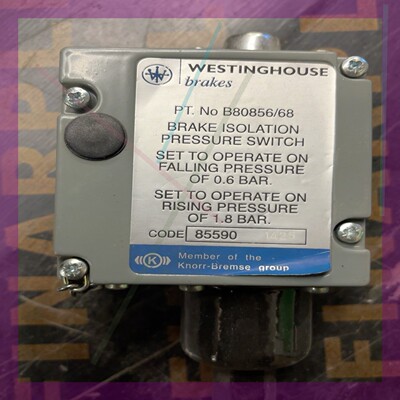 WESTINGHOUSE
brakes
PT. No B80856/68
BRAKE ISOLATION
PRESSURE SWITCH
SET TO OPERATE ON
FALLING PRESSURE
OF 0.6 BAR.
SET TO OPERATE ON
RISING PRESSURE
OF 1.8 BAR.
CODE 85590
Member of the
Knorr-Bremse group